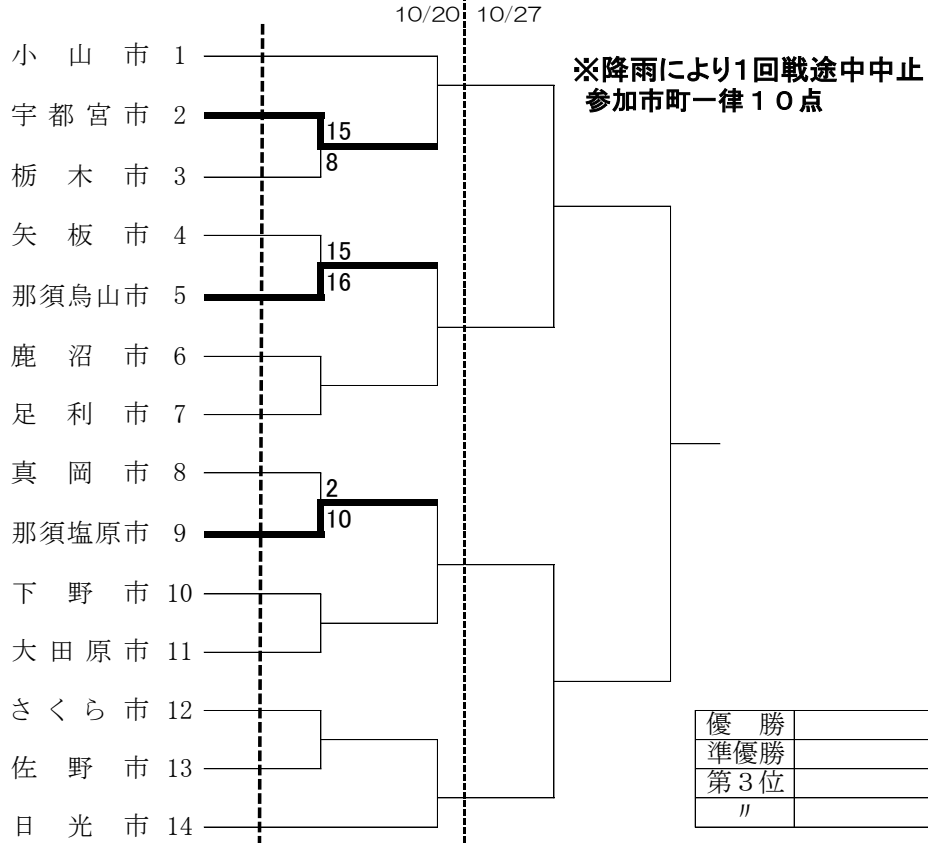 10/20 10/27
※降雨により1回戦途中中止
参加市町一律１０点
小山市 1
宇都宮市 2
15
8
栃木市 3
矢板市 4
15
16
那須烏山市 5
鹿沼市 6
足利市 7
真岡市 8
2
10
那須塩原市 9
下野市 10
大田原市 11
さくら市 12
佐野市 13
日光市 14
優勝
準優勝
第３位
〃